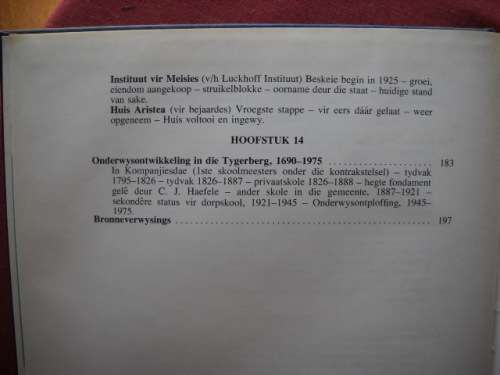 Instituut vir Meisies (v/h Luckhoff Instituut) Beskeie begin in 1925 – groei,
eiendom aangekoop – struikelblokke – oorname deur die staat – huidige stand
van sake.
Huis Aristea (vir bejaardes) Vroegste stappe – vir eers dáár gelaat – weer
opgeneem – Huis voltooi en ingewy.
HOOFSTUK 14
Onderwysontwikkeling in die Tygerberg, 1690–1975 ........................ 183
In Kompanjiesdae (1ste skoolmeesters onder die kontrakstelsel) – tydvak
1795–1826 – tydvak 1826–1887 – privaatskole 1826–1888 – hegte fondament
gelê deur C. J. Haefele – ander skole in die gemeente, 1887–1921 –
sekondêre status vir dorpskool, 1921–1945 – Onderwysontploffing, 1945–
1975.
Bronneverwysings ........................ 197